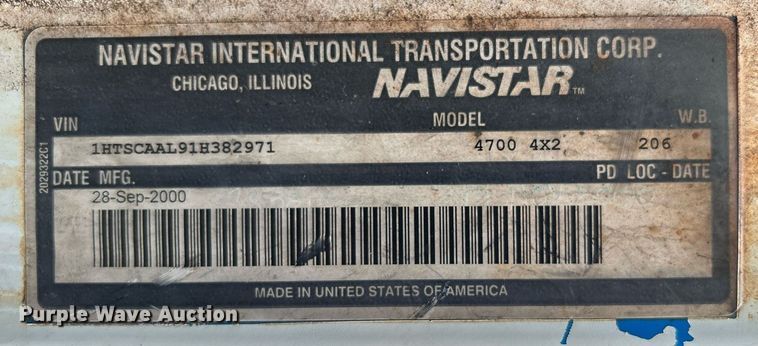 NAVISTAR INTERNATIONAL TRANSPORTATION CORP.
CHICAGO, ILLINOIS NAVISTAR TM
VIN MODEL W.B.
1HTSCAAL91H382971 4700 4X2 206
DATE MFG. PD LOC - DATE
28-Sep-2000
2029322C1
MADE IN UNITED STATES OF AMERICA
Purple Wave Auction